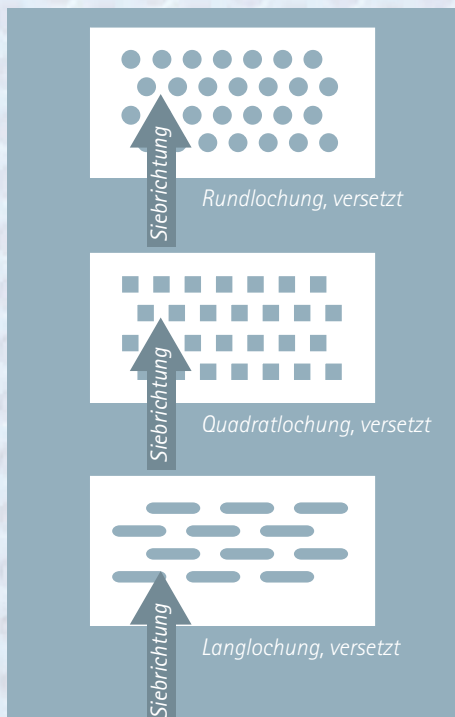 Siebrichtung
Rundlochung, versetzt
Siebrichtung
Quadratlochung, versetzt
Siebrichtung
Langlochung, versetzt